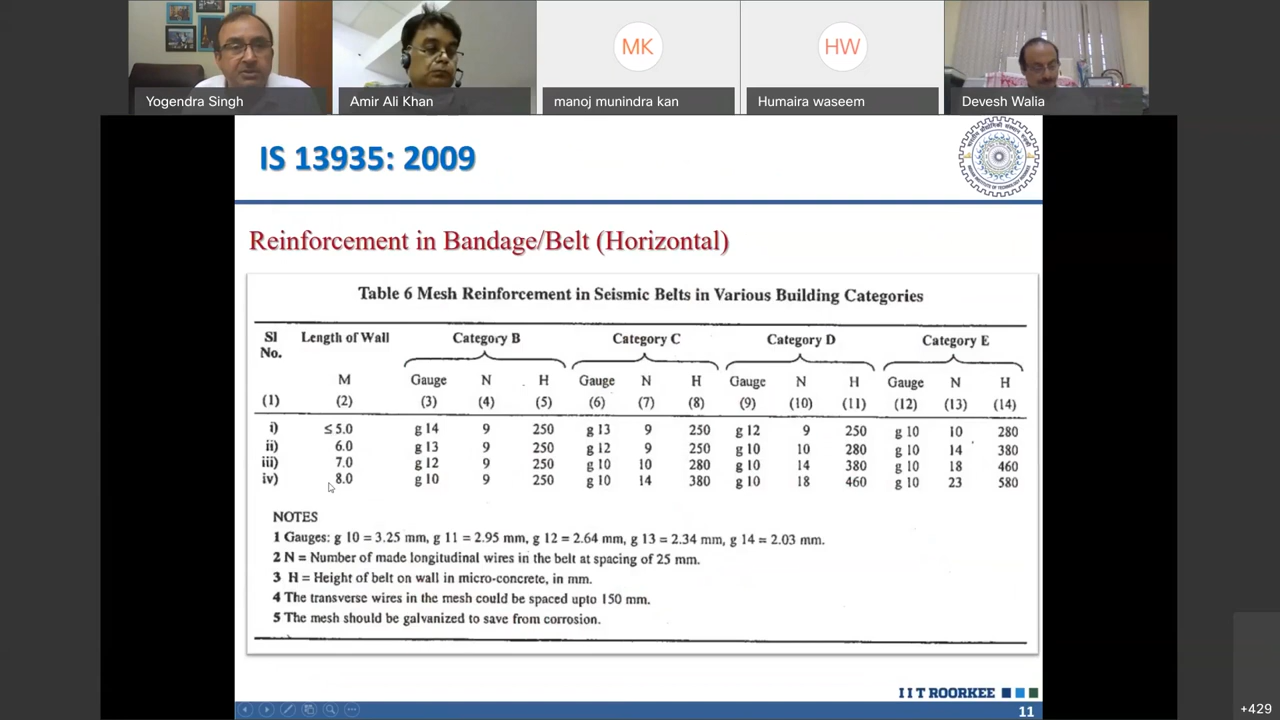 MK
HW
Yogendra Singh
Amir Ali Khan
manoj munindra kan
Humaira waseem
Devesh Walia
IS 13935: 2009
Reinforcement in Bandage/Belt (Horizontal)
Table 6 Mesh Reinforcement in Seismic Belts in Various Building Categories
Sl No. Length of Wall Category B Category C Category D Category E
M Gauge N H Gauge N H Gauge N H Gauge N H
(1) (2) (3) (4) (5) (6) (7) (8) (9) (10) (11) (12) (13) (14)
i) ≤ 5.0 g 14 9 250 g 13 9 250 g 12 9 250 g 10 10 280
ii) 6.0 g 13 9 250 g 12 9 250 g 10 10 280 g 10 14 380
iii) 7.0 g 12 9 250 g 10 10 280 g 10 14 380 g 10 18 460
iv) 8.0 g 10 9 250 g 10 14 380 g 10 18 460 g 10 23 580
NOTES
1 Gauges: g 10 = 3.25 mm, g 11 = 2.95 mm, g 12 = 2.64 mm, g 13 = 2.34 mm, g 14 = 2.03 mm.
2 N = Number of made longitudinal wires in the belt at spacing of 25 mm.
3 H = Height of belt on wall in micro-concrete, in mm.
4 The transverse wires in the mesh could be spaced upto 150 mm.
5 The mesh should be galvanized to save from corrosion.
I I T ROORKEE
11
+429